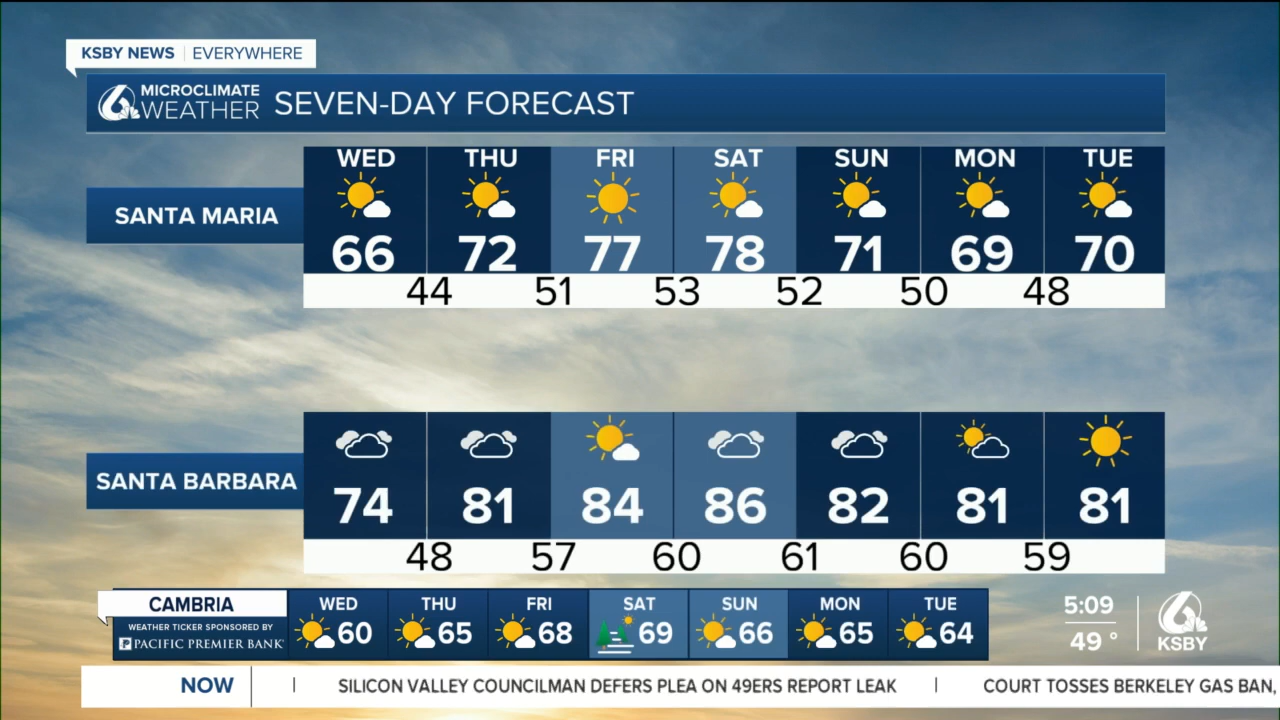 KSBY NEWS | EVERYWHERE
6 MICROCLIMATE WEATHER SEVEN-DAY FORECAST
WED THU FRI SAT SUN MON TUE
SANTA MARIA
66 72 77 78 71 69 70
44 51 53 52 50 48
SANTA BARBARA
74 81 84 86 82 81 81
48 57 60 61 60 59
CAMBRIA
WEATHER TICKER SPONSORED BY
PACIFIC PREMIER BANK
WED THU FRI SAT SUN MON TUE
60 65 68 69 66 65 64
5:09
49 °
6
KSBY
NOW | SILICON VALLEY COUNCILMAN DEFERS PLEA ON 49ERS REPORT LEAK | COURT TOSSES BERKELEY GAS BAN,